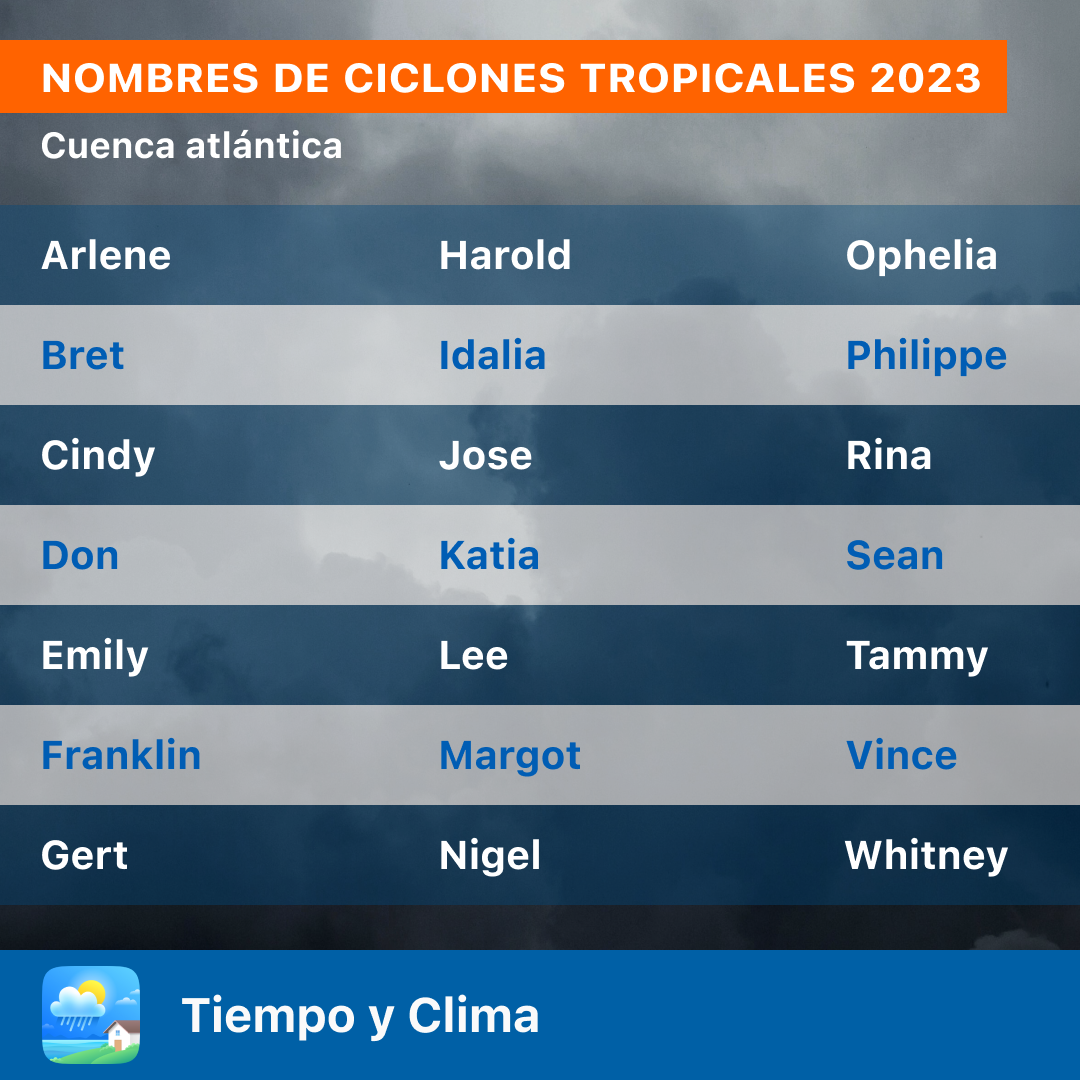 NOMBRES DE CICLONES TROPICALES 2023
Cuenca atlántica
Arlene Harold Ophelia
Bret Idalia Philippe
Cindy Jose Rina
Don Katia Sean
Emily Lee Tammy
Franklin Margot Vince
Gert Nigel Whitney
Tiempo y Clima